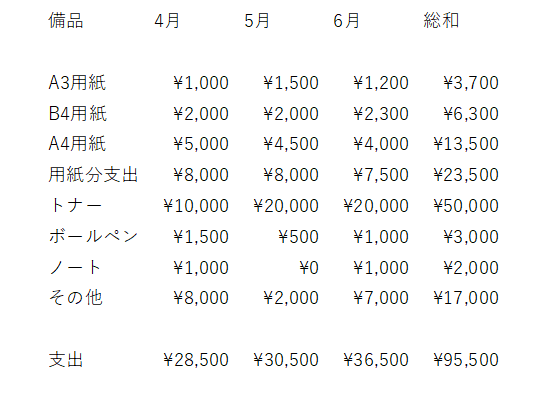 備品 4月 5月 6月 総和
A3用紙 ¥1,000 ¥1,500 ¥1,200 ¥3,700
B4用紙 ¥2,000 ¥2,000 ¥2,300 ¥6,300
A4用紙 ¥5,000 ¥4,500 ¥4,000 ¥13,500
用紙分支出 ¥8,000 ¥8,000 ¥7,500 ¥23,500
トナー ¥10,000 ¥20,000 ¥20,000 ¥50,000
ボールペン ¥1,500 ¥500 ¥1,000 ¥3,000
ノート ¥1,000 ¥0 ¥1,000 ¥2,000
その他 ¥8,000 ¥2,000 ¥7,000 ¥17,000
支出 ¥28,500 ¥30,500 ¥36,500 ¥95,500